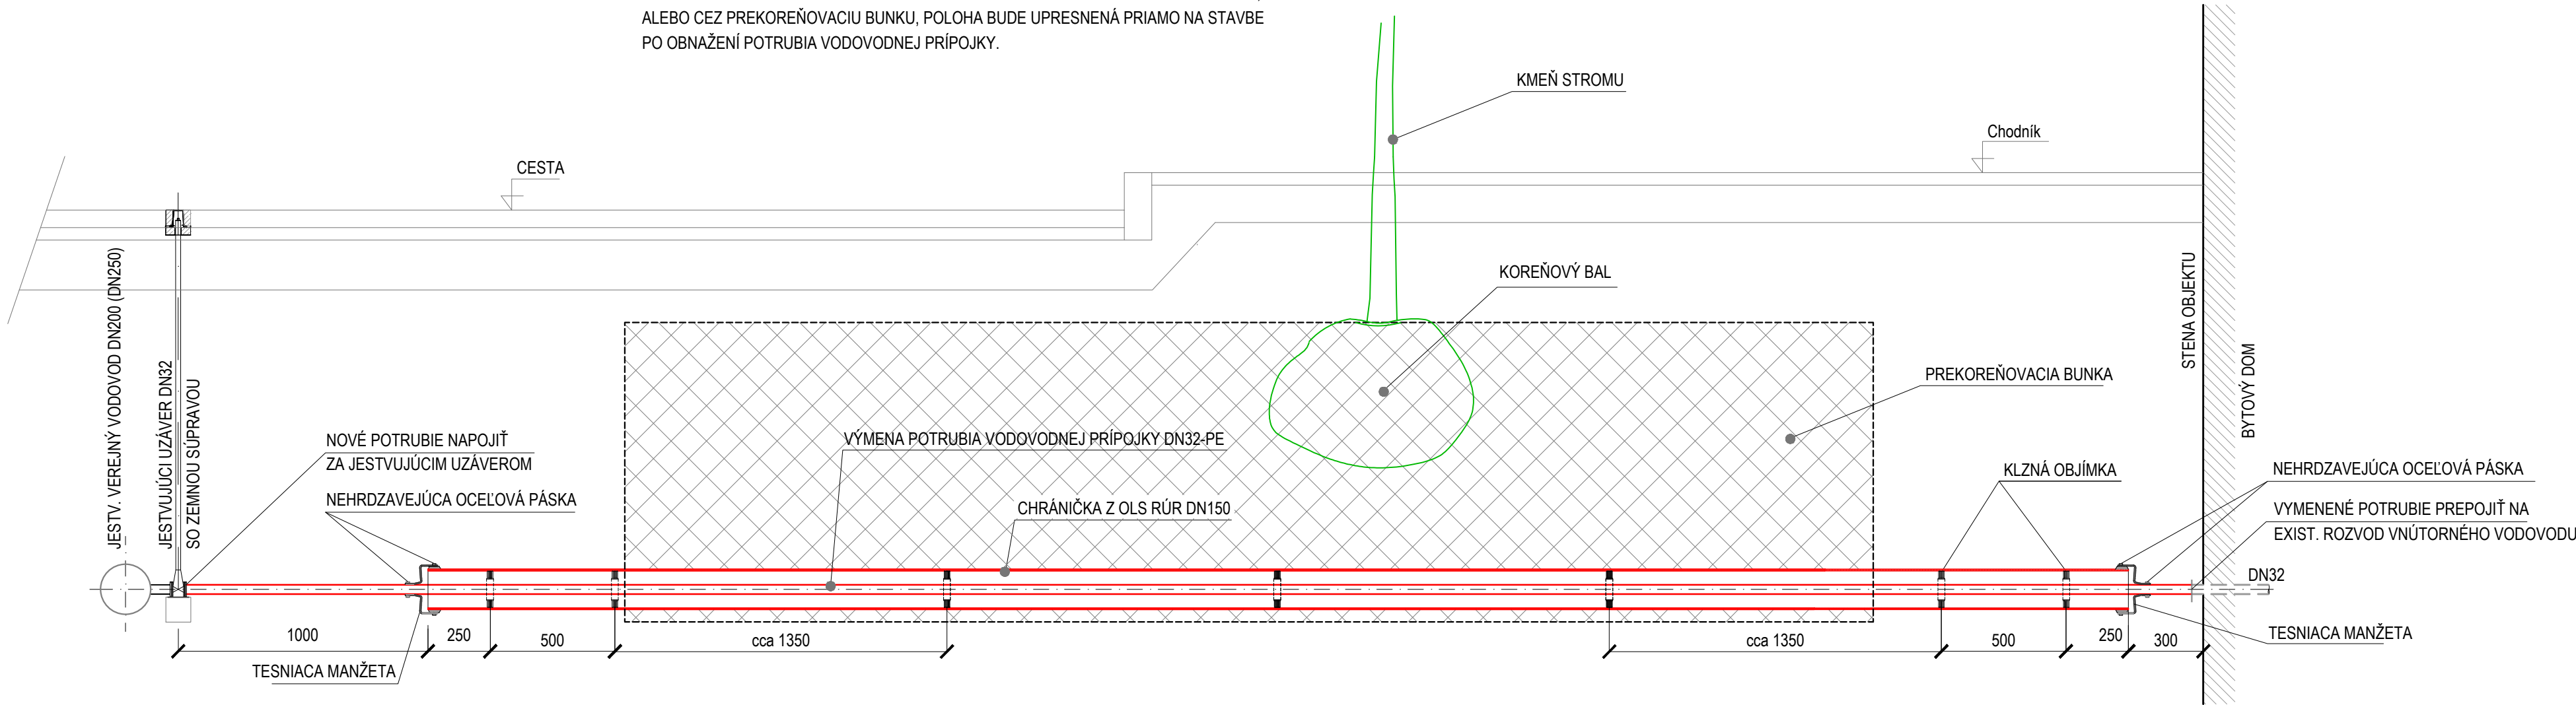 ALEBO CEZ PREKOREŇOVACIU BUNKU, POLOHA BUDE UPRESNENÁ PRIAMO NA STAVBE
PO OBNAŽENÍ POTRUBIA VODOVODNEJ PRÍPOJKY.
KMEŇ STROMU
Chodník
CESTA
KOREŇOVÝ BAL
PREKOREŇOVACIA BUNKA
STENA OBJEKTU
BYTOVÝ DOM
JESTV. VEREJNÝ VODOVOD DN200 (DN250)
JESTVUJÚCI UZÁVER DN32
SO ZEMNOU SÚPRAVOU
NOVÉ POTRUBIE NAPOJIŤ
ZA JESTVUJÚCIM UZÁVEROM
NEHRDZAVEJÚCA OCEĽOVÁ PÁSKA
VÝMENA POTRUBIA VODOVODNEJ PRÍPOJKY DN32-PE
CHRÁNIČKA Z OLS RÚR DN150
KLZNÁ OBJÍMKA
NEHRDZAVEJÚCA OCEĽOVÁ PÁSKA
VYMENENÉ POTRUBIE PREPOJIŤ NA
EXIST. ROZVOD VNÚTORNÉHO VODOVODU
DN32
1000
250
500
cca 1350
cca 1350
500
250
300
TESNIACA MANŽETA
TESNIACA MANŽETA